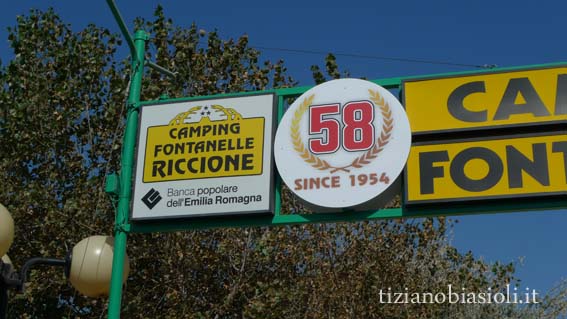 CAMPING
FONTANELLE
RICCIONE
Banca popolare
dell'Emilia Romagna
58
SINCE 1954
CA
FONT
tizianobiasioli.it